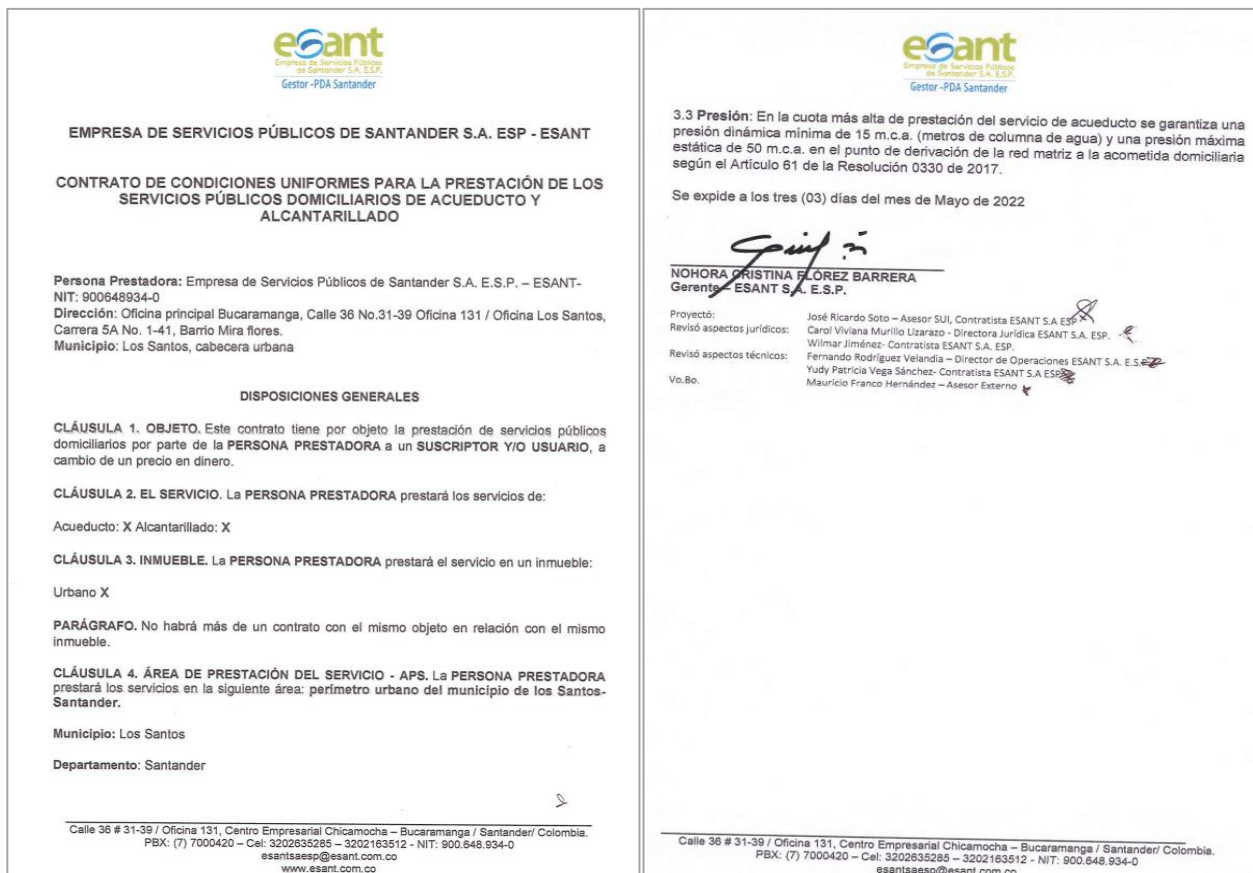 esant
Empresa de Servicios Públicos
de Santander S.A. E.S.P.
Gestor -PDA Santander
EMPRESA DE SERVICIOS PÚBLICOS DE SANTANDER S.A. ESP - ESANT
CONTRATO DE CONDICIONES UNIFORMES PARA LA PRESTACIÓN DE LOS
SERVICIOS PÚBLICOS DOMICILIARIOS DE ACUEDUCTO Y
ALCANTARILLADO
Persona Prestadora: Empresa de Servicios Públicos de Santander S.A. E.S.P. – ESANT-
NIT: 900648934-0
Dirección: Oficina principal Bucaramanga, Calle 36 No.31-39 Oficina 131 / Oficina Los Santos,
Carrera 5A No. 1-41, Barrio Mira flores.
Municipio: Los Santos, cabecera urbana
DISPOSICIONES GENERALES
CLÁUSULA 1. OBJETO. Este contrato tiene por objeto la prestación de servicios públicos
domiciliarios por parte de la PERSONA PRESTADORA a un SUSCRIPTOR Y/O USUARIO, a
cambio de un precio en dinero.
CLÁUSULA 2. EL SERVICIO. La PERSONA PRESTADORA prestará los servicios de:
Acueducto: X Alcantarillado: X
CLÁUSULA 3. INMUEBLE. La PERSONA PRESTADORA prestará el servicio en un inmueble:
Urbano X
PARÁGRAFO. No habrá más de un contrato con el mismo objeto en relación con el mismo
inmueble.
CLÁUSULA 4. ÁREA DE PRESTACIÓN DEL SERVICIO - APS. La PERSONA PRESTADORA
prestará los servicios en la siguiente área: perímetro urbano del municipio de los Santos-
Santander.
Municipio: Los Santos
Departamento: Santander
Calle 36 # 31-39 / Oficina 131, Centro Empresarial Chicamocha – Bucaramanga / Santander/ Colombia.
PBX: (7) 7000420 – Cel: 3202635285 – 3202163512 - NIT: 900.648.934-0
esantsaesp@esant.com.co
www.esant.com.co
esant
Empresa de Servicios Públicos
de Santander S.A. E.S.P.
Gestor -PDA Santander
3.3 Presión: En la cuota más alta de prestación del servicio de acueducto se garantiza una
presión dinámica mínima de 15 m.c.a. (metros de columna de agua) y una presión máxima
estática de 50 m.c.a. en el punto de derivación de la red matriz a la acometida domiciliaria
según el Artículo 61 de la Resolución 0330 de 2017.
Se expide a los tres (03) días del mes de Mayo de 2022
NOHORA CRISTINA FLÓREZ BARRERA
Gerente – ESANT S.A. E.S.P.
Proyectó: José Ricardo Soto – Asesor SUI, Contratista ESANT S.A ESP
Revisó aspectos jurídicos: Carol Viviana Murillo Lizarazo - Directora Jurídica ESANT S.A. ESP.
Wilmar Jiménez- Contratista ESANT S.A. ESP.
Revisó aspectos técnicos: Fernando Rodríguez Velandia – Director de Operaciones ESANT S.A. E.S.
Yudy Patricia Vega Sánchez- Contratista ESANT S.A ESP
Vo.Bo. Mauricio Franco Hernández – Asesor Externo
Calle 36 # 31-39 / Oficina 131, Centro Empresarial Chicamocha – Bucaramanga / Santander/ Colombia.
PBX: (7) 7000420 – Cel: 3202635285 – 3202163512 - NIT: 900.648.934-0
esantsaesp@esant.com.co